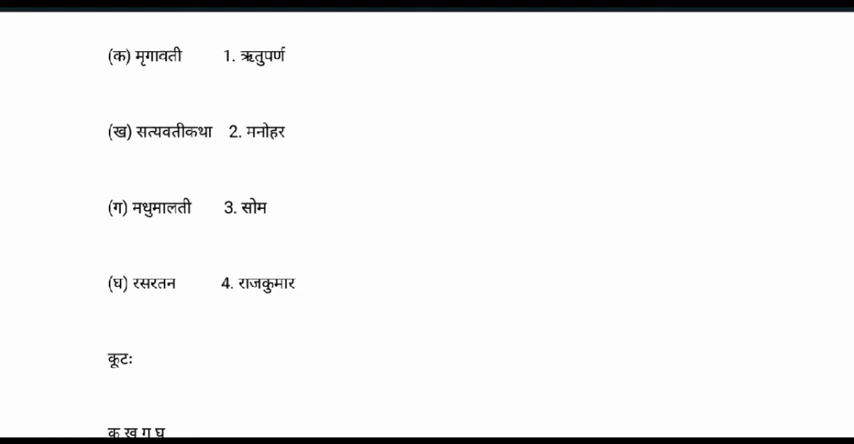 (क) मृगावती 1. ऋतुपर्ण
(ख) सत्यवतीकथा 2. मनोहर
(ग) मधुमालती 3. सोम
(घ) रसरतन 4. राजकुमार
कूटः
क ख ग घ